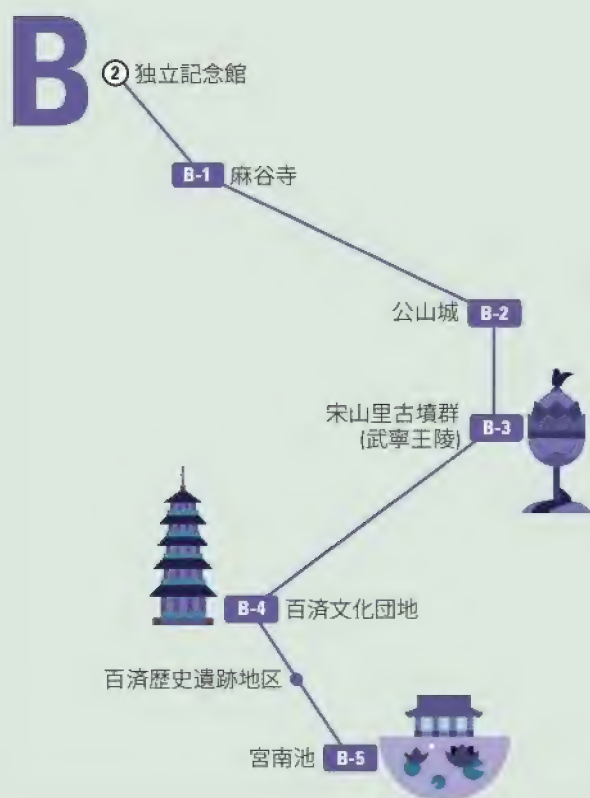 B
② 独立記念館
B-1 麻谷寺
公山城 B-2
宋山里古墳群
(武寧王陵) B-3
B-4 百済文化団地
百済歴史遺跡地区
宮南池 B-5